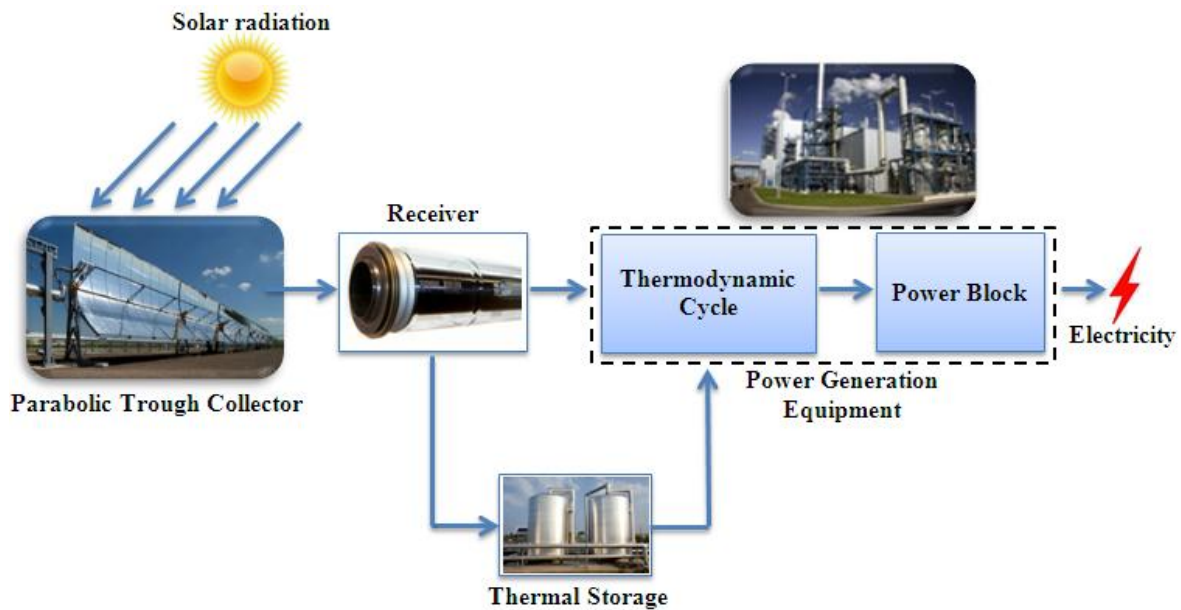 Solar radiation
Receiver
Thermodynamic
Cycle
Power Block
Electricity
Parabolic Trough Collector
Power Generation
Equipment
Thermal Storage